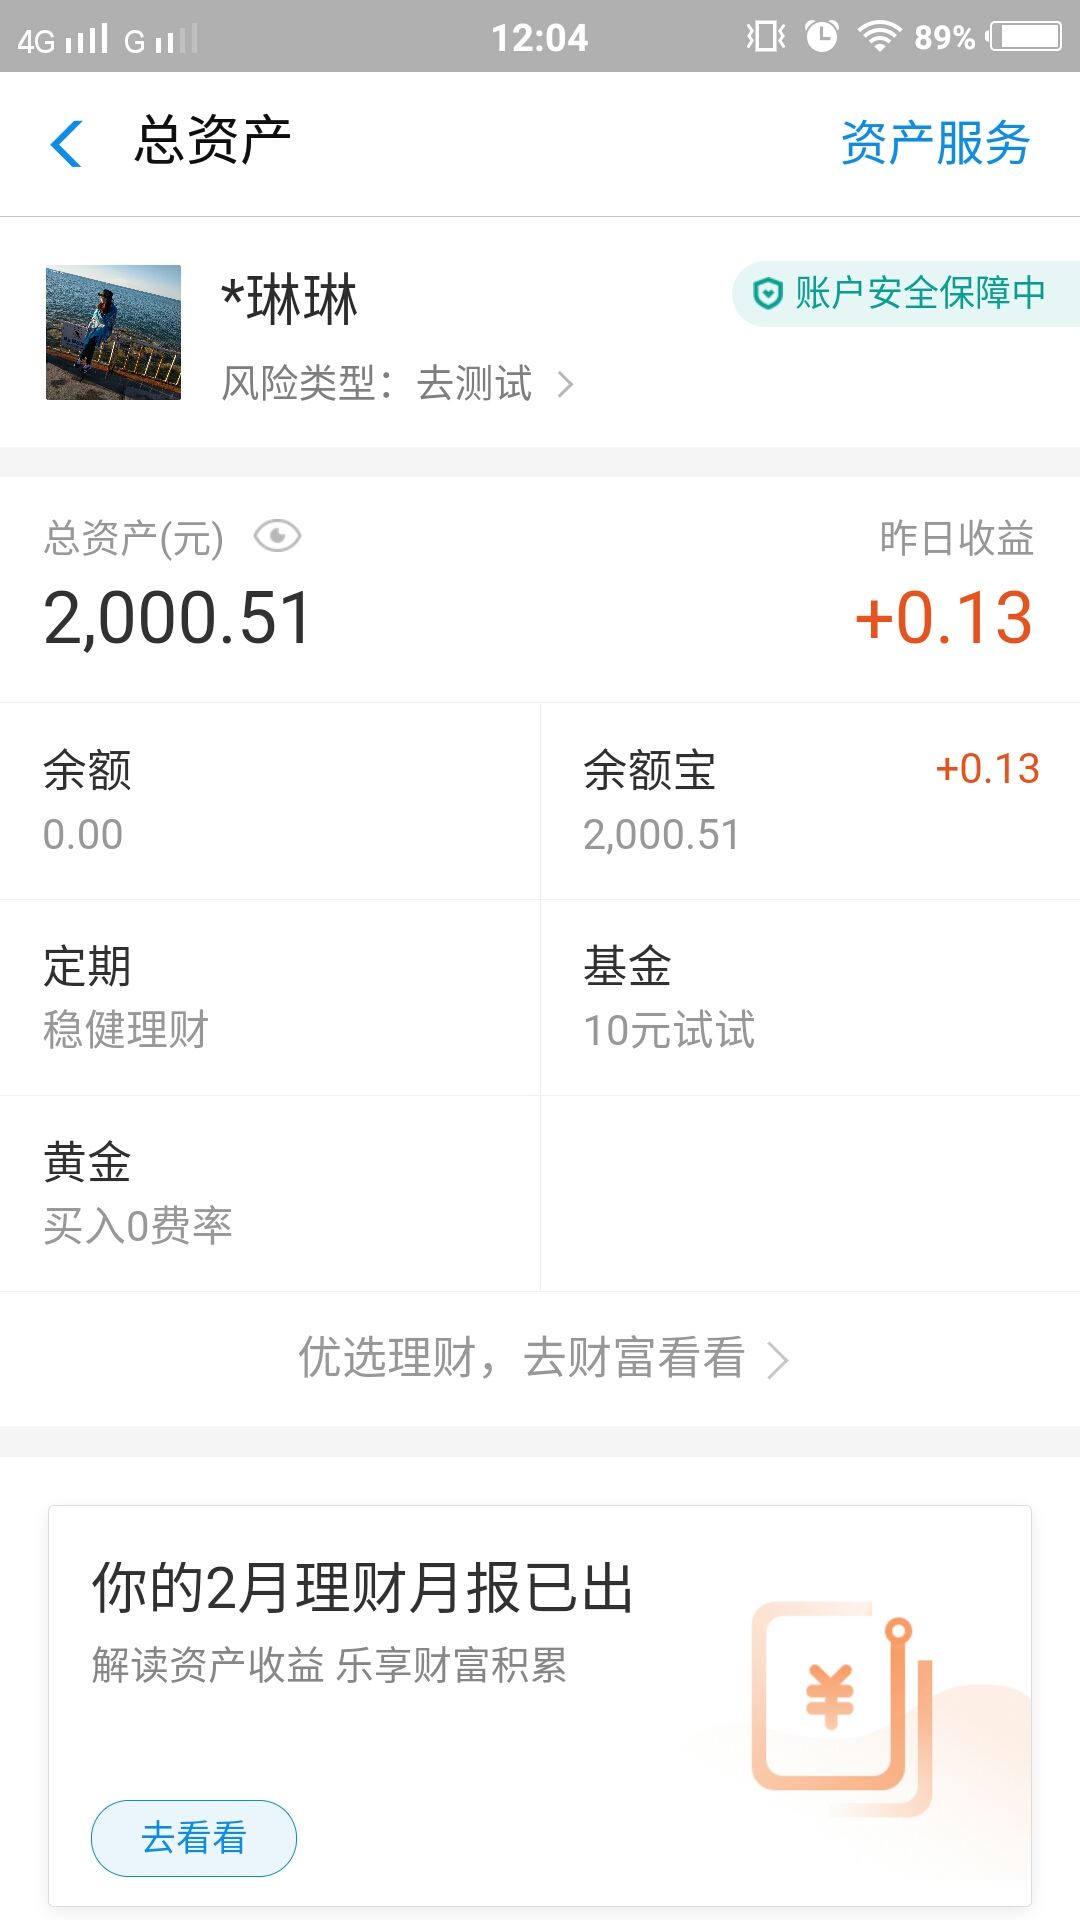 4G G 12:04 89%
总资产 资产服务
*琳琳 账户安全保障中
风险类型：去测试
总资产(元) 昨日收益
2,000.51 +0.13
余额 余额宝 +0.13
0.00 2,000.51
定期 基金
稳健理财 10元试试
黄金
买入0费率
优选理财，去财富看看
你的2月理财月报已出
解读资产收益 乐享财富积累
¥
去看看